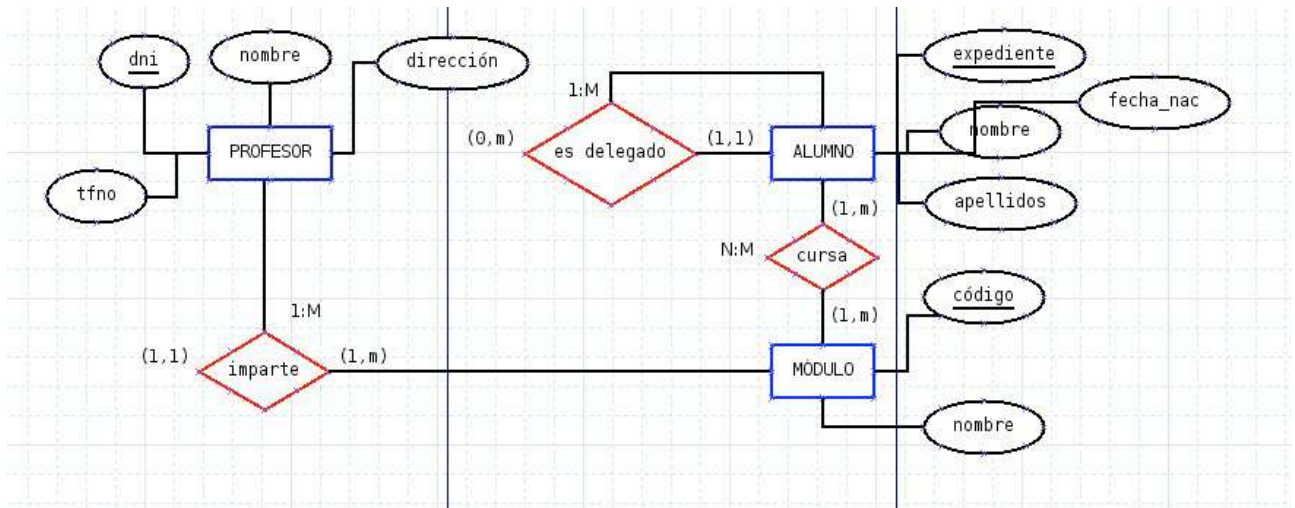 dni
nombre
dirección
tfno
PROFESOR
1:M
(0,m)
es delegado
(1,1)
ALUMNO
expediente
fecha_nac
nombre
apellidos
(1,m)
N:M
cursa
(1,m)
código
1:M
(1,1)
imparte
(1,m)
MÓDULO
nombre